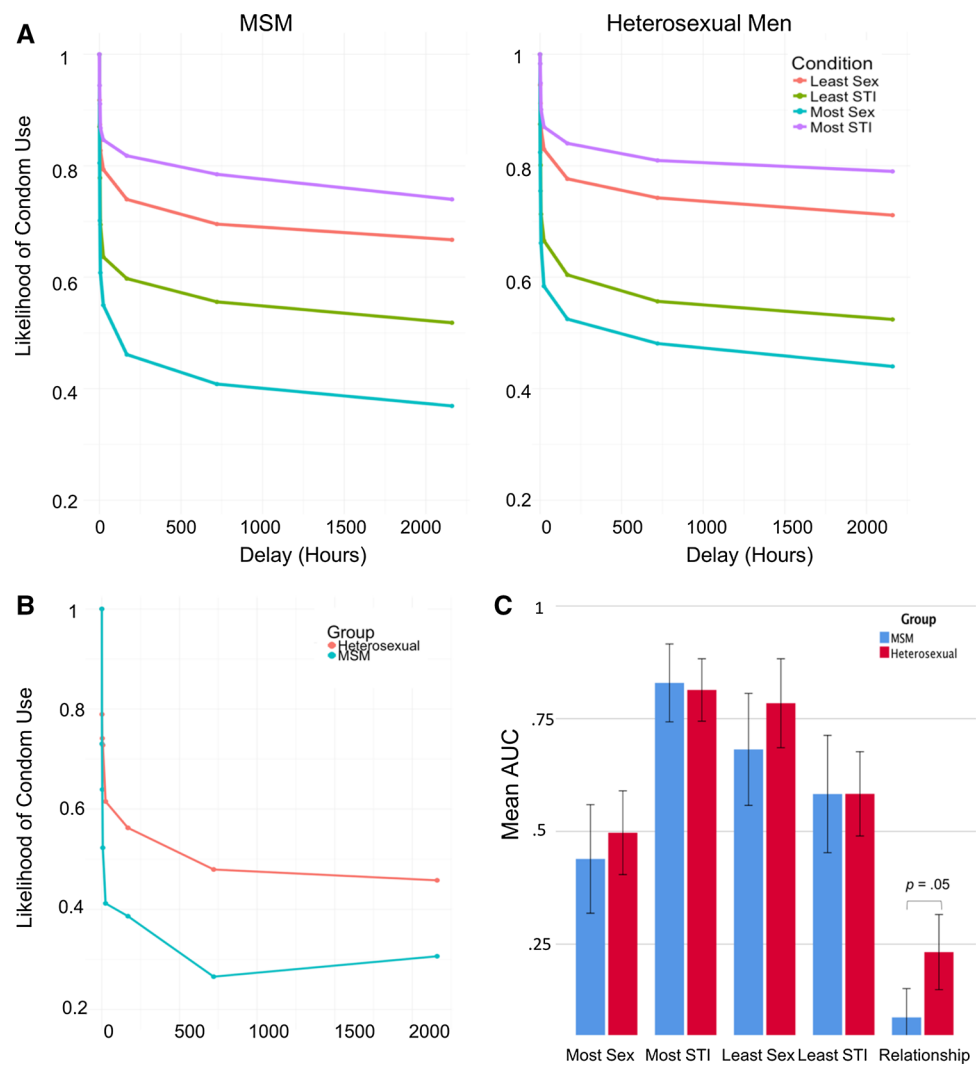 A
MSM
Heterosexual Men
Likelihood of Condom Use
1
0.8
0.6
0.4
0.2
0 500 1000 1500 2000
Delay (Hours)
1
0.8
0.6
0.4
0.2
0 500 1000 1500 2000
Delay (Hours)
Condition
Least Sex
Least STI
Most Sex
Most STI
B
Likelihood of Condom Use
1
0.8
0.6
0.4
0.2
0 500 1000 1500 2000
Group
Heterosexual
MSM
C
Mean AUC
1
.75
.5
.25
Group
MSM
Heterosexual
p = .05
Most Sex Most STI Least Sex Least STI Relationship